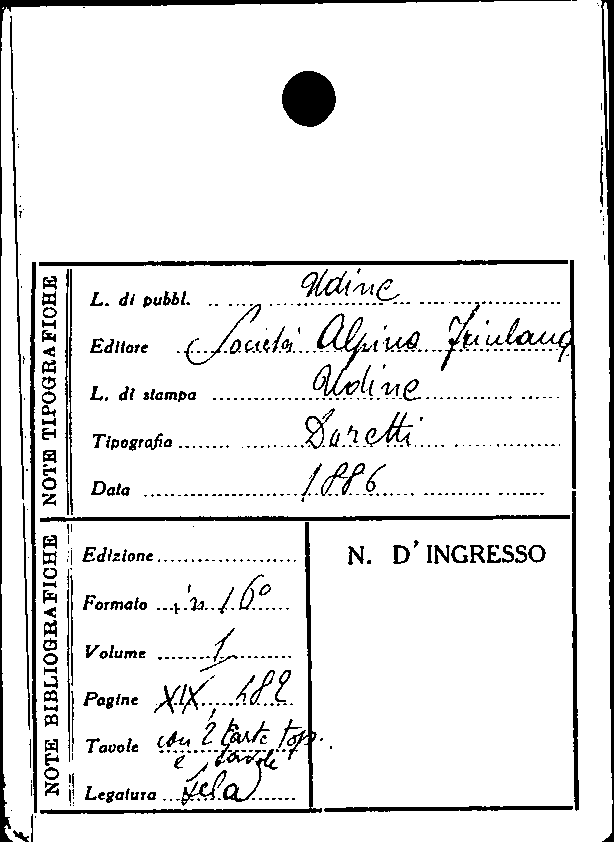 NOTE TIPOGRAFICHE
L. di pubbl. Udine
Editore Società Alpina Friulana
L. di stampa Udine
Tipografia Doretti
Data 1886
NOTE BIBLIOGRAFICHE
Edizione
N. D'INGRESSO
Formato in 16°
Volume 1
Pagine XIX, 482
Tavole con 2 Carte top.
e tavole
Legatura Tela